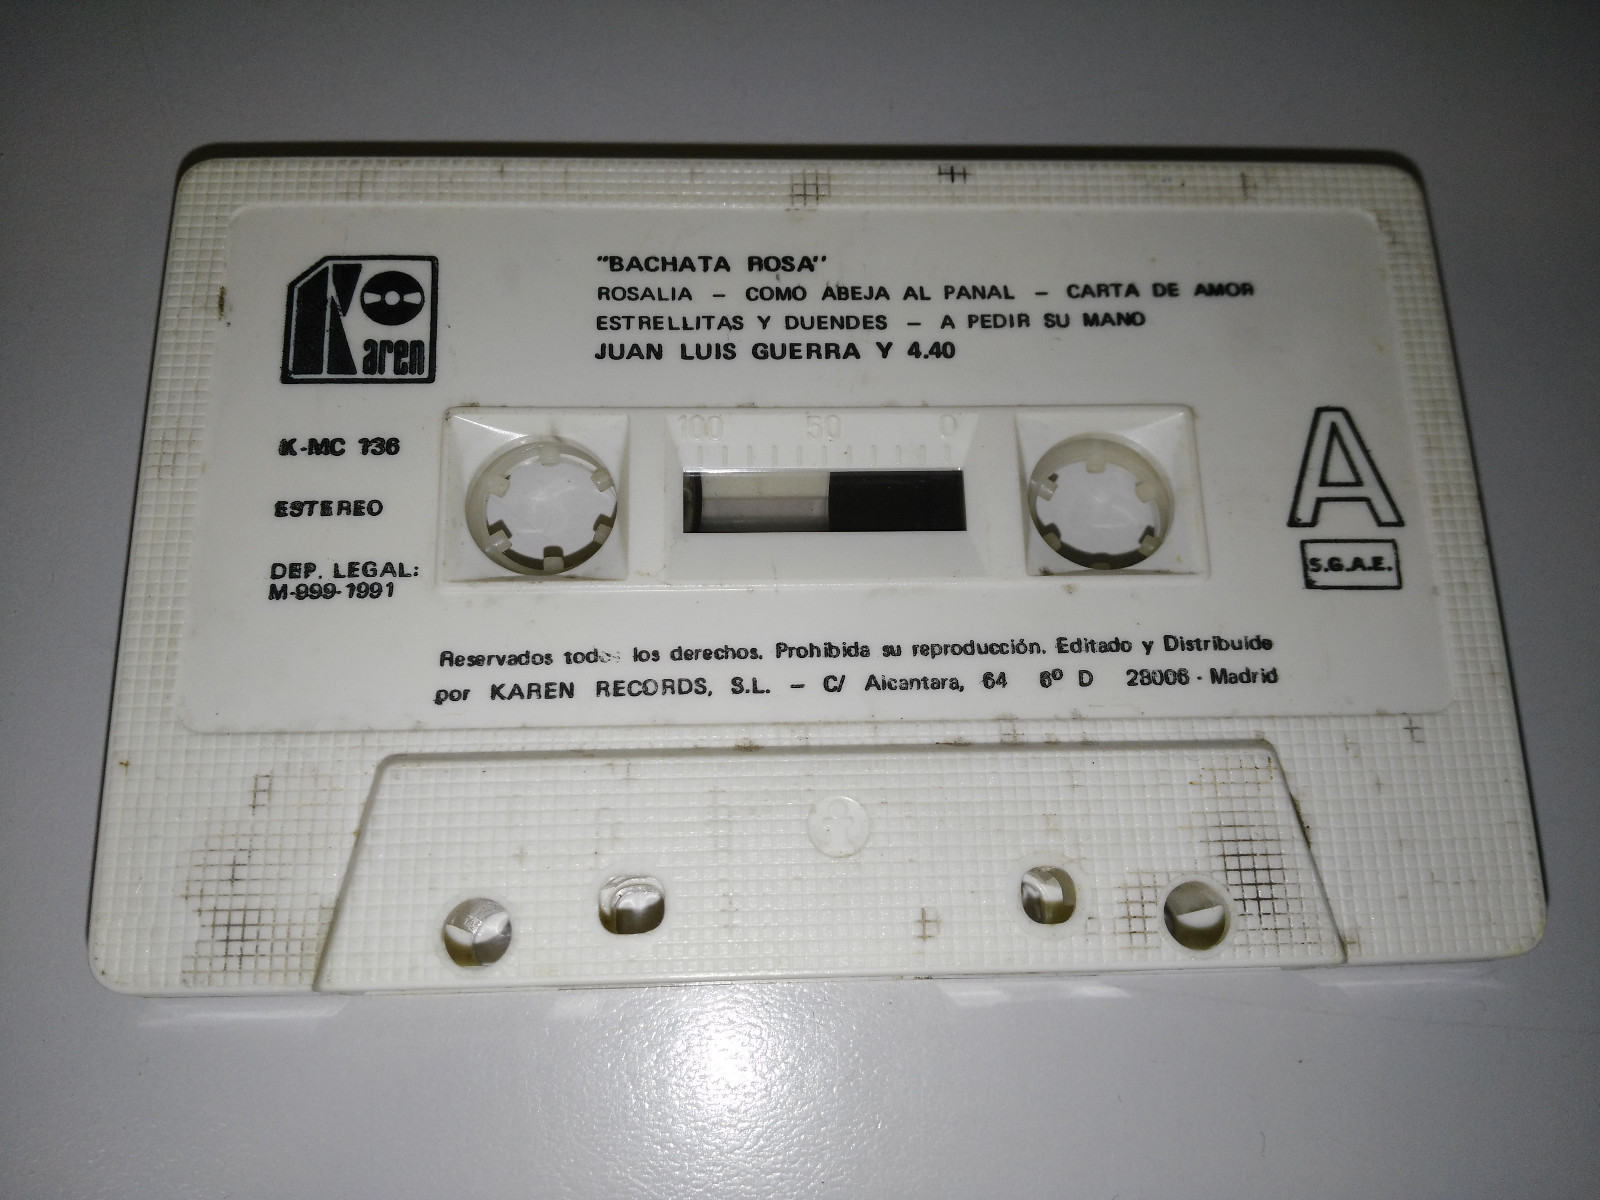 Karen
"BACHATA ROSA"
ROSALIA – COMO ABEJA AL PANAL – CARTA DE AMOR
ESTRELLITAS Y DUENDES – A PEDIR SU MANO
JUAN LUIS GUERRA Y 4.40
K-MC 136
ESTEREO
DEP. LEGAL:
M-999-1991
100 50 0
A
S.G.A.E.
Reservados todos los derechos. Prohibida su reproducción. Editado y Distribuido
por KAREN RECORDS, S.L. – C/ Alcantara, 64 6º D 28006 - Madrid